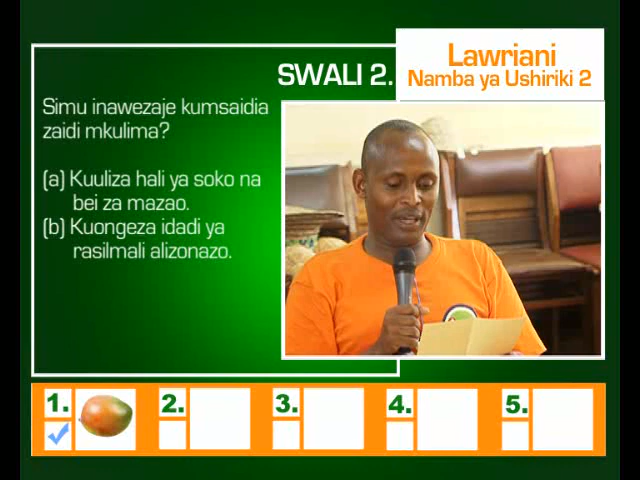 Lawriani
Namba ya Ushiriki 2
SWALI 2.
Simu inawezaje kumsaidia
zaidi mkulima?
(a) Kuuliza hali ya soko na
bei za mazao.
(b) Kuongeza idadi ya
rasilmali alizonazo.
1. 2. 3. 4. 5.